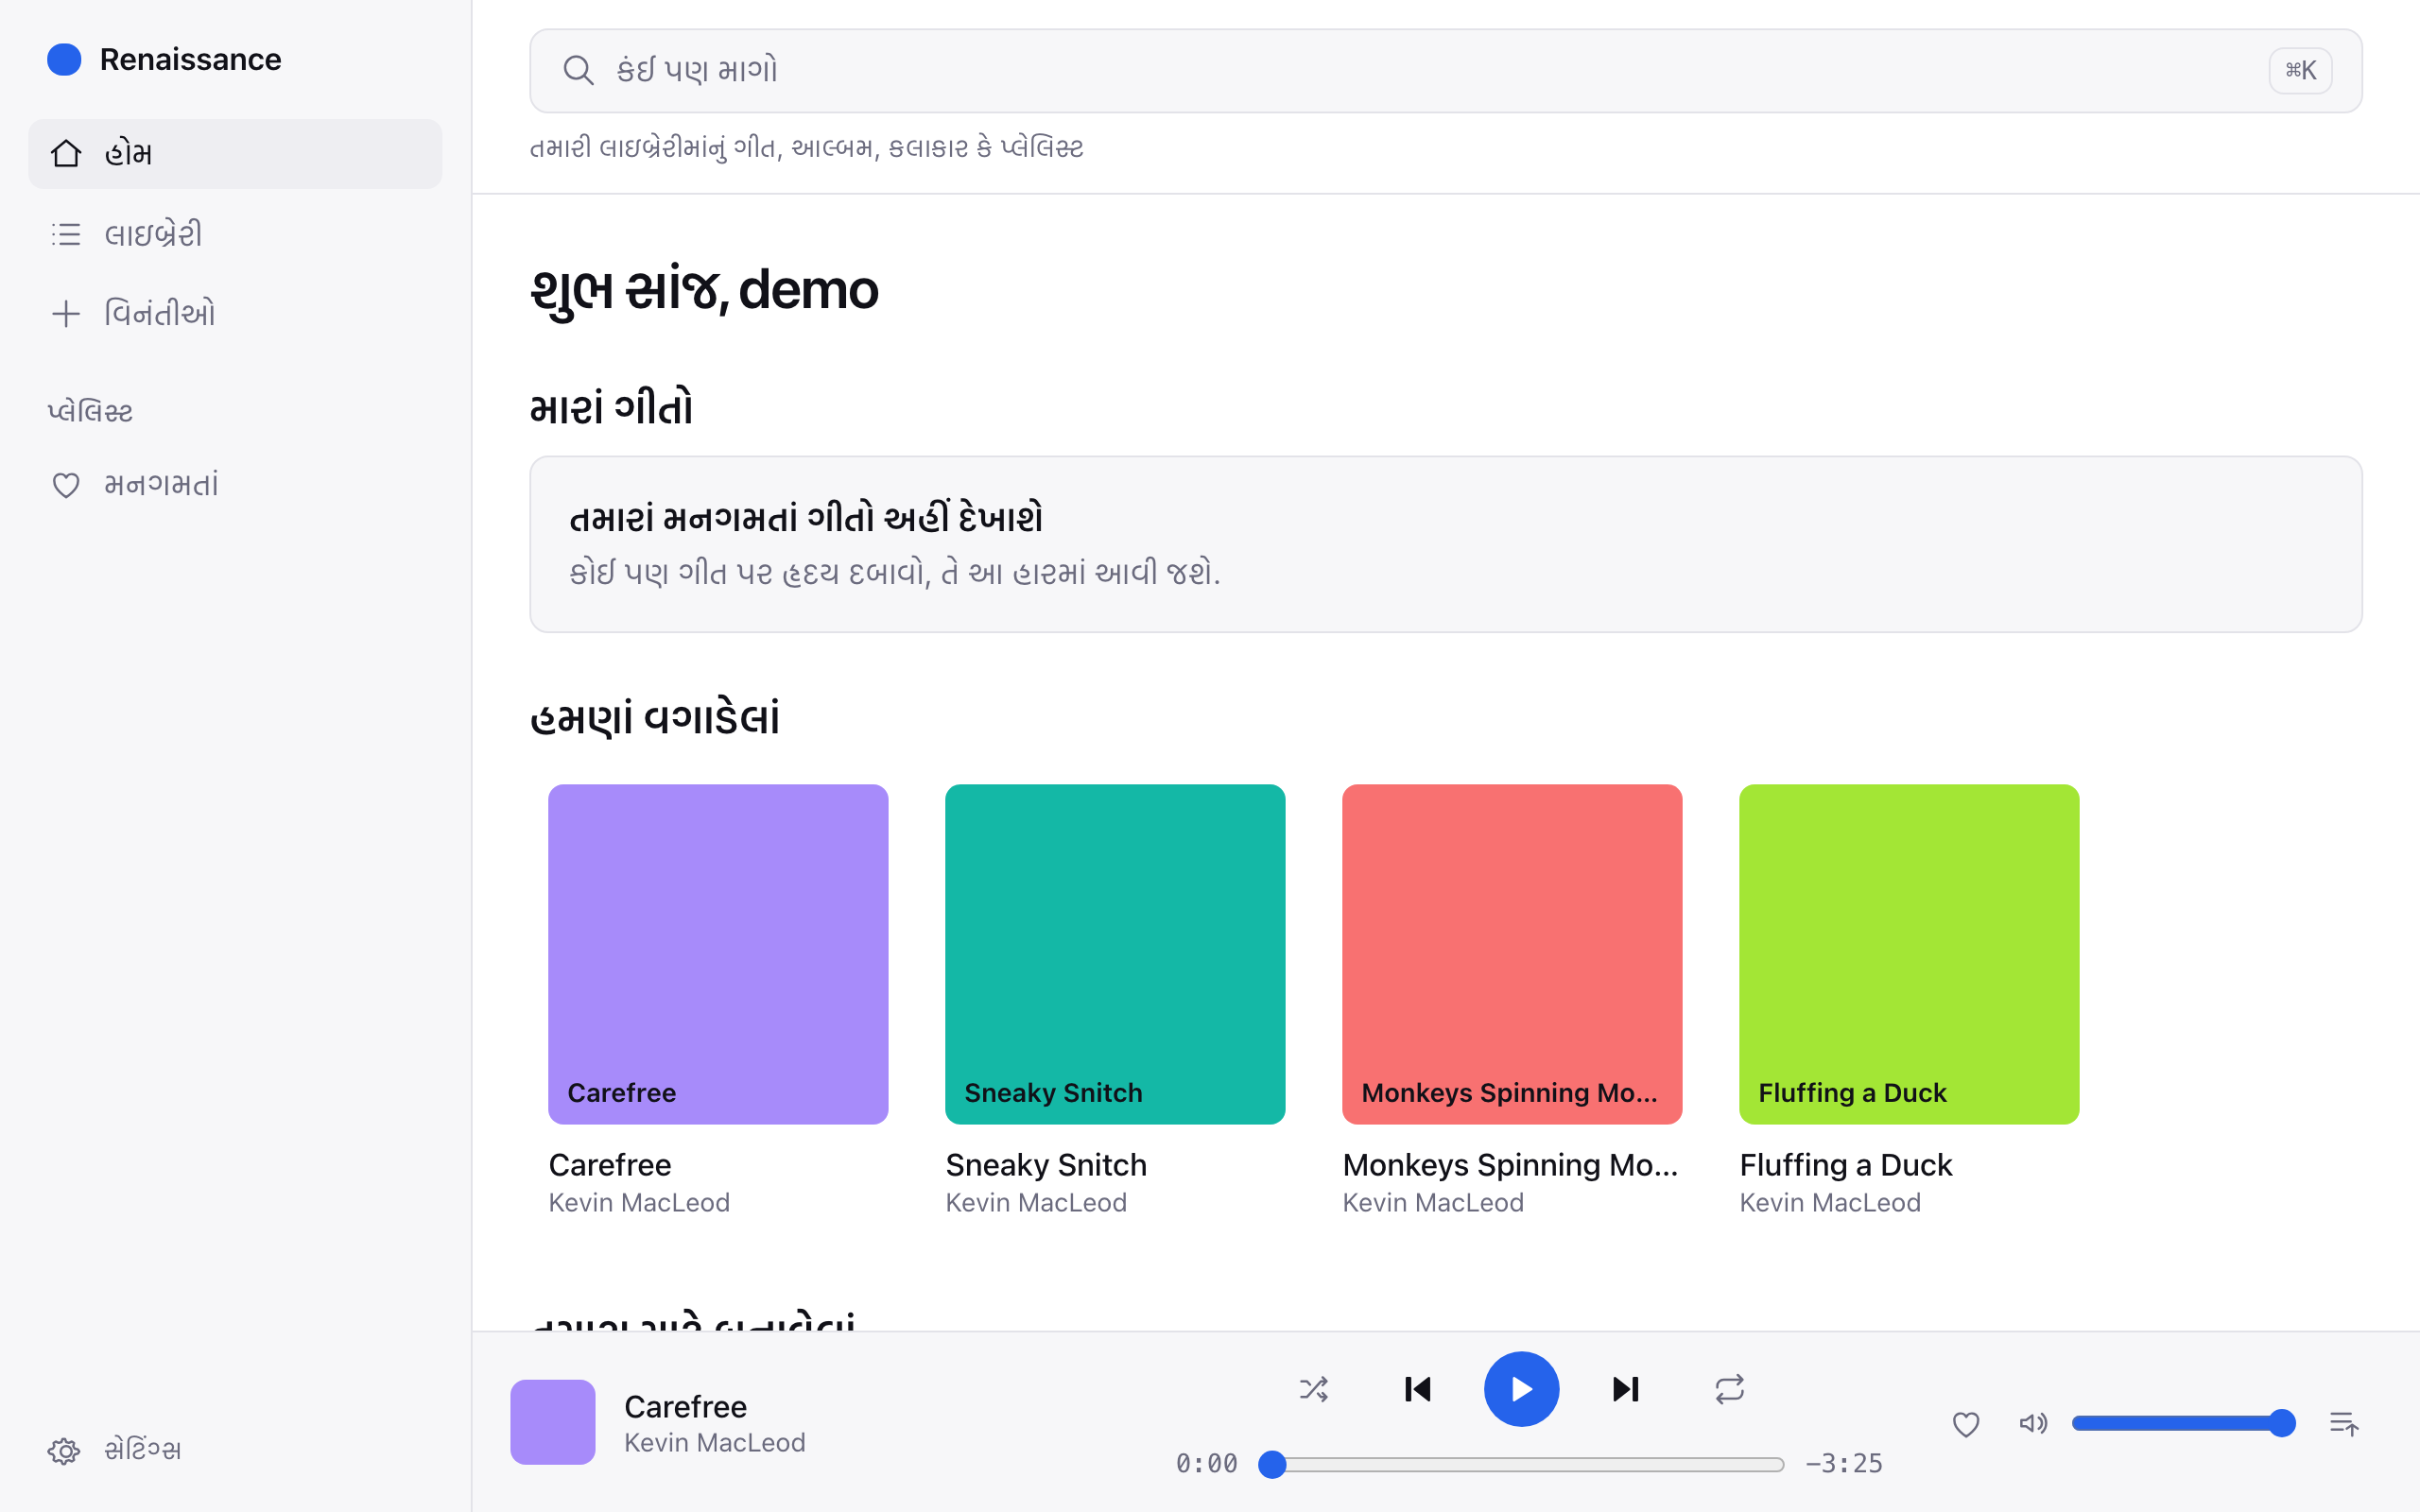 Renaissance
હોમ
લાઇબ્રેરી
વિનંતીઓ
પ્લેલિસ્ટ
મનગમતાં
સેટિંગ્સ
કંઈ પણ માગો
⌘K
તમારી લાઇબ્રેરીમાંનું ગીત, આલ્બમ, કલાકાર કે પ્લેલિસ્ટ
શુભ સાંજ, demo
મારાં ગીતો
તમારાં મનગમતાં ગીતો અહીં દેખાશે
કોઈ પણ ગીત પર હૃદય દબાવો, તે આ હારમાં આવી જશે.
હમણાં વગાડેલાં
Carefree
Sneaky Snitch
Monkeys Spinning Mo...
Fluffing a Duck
Carefree
Kevin MacLeod
Sneaky Snitch
Kevin MacLeod
Monkeys Spinning Mo...
Kevin MacLeod
Fluffing a Duck
Kevin MacLeod
Carefree
Kevin MacLeod
0:00
−3:25